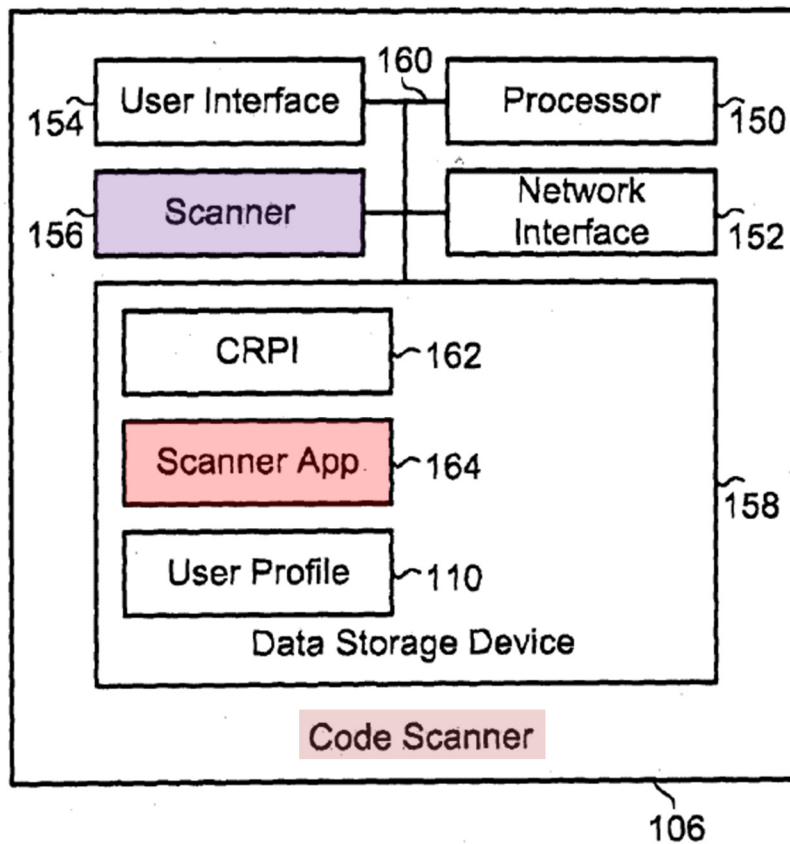 160
User Interface
Processor
154
150
Scanner
Network
Interface
156
152
CRPI
162
Scanner App
164
158
User Profile
110
Data Storage Device
Code Scanner
106